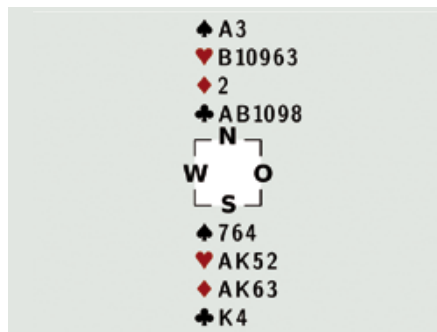 ♠ A3
♥ B10963
♦ 2
♣ AB1098
N
W O
S
♠ 764
♥ AK52
♦ AK63
♣ K4